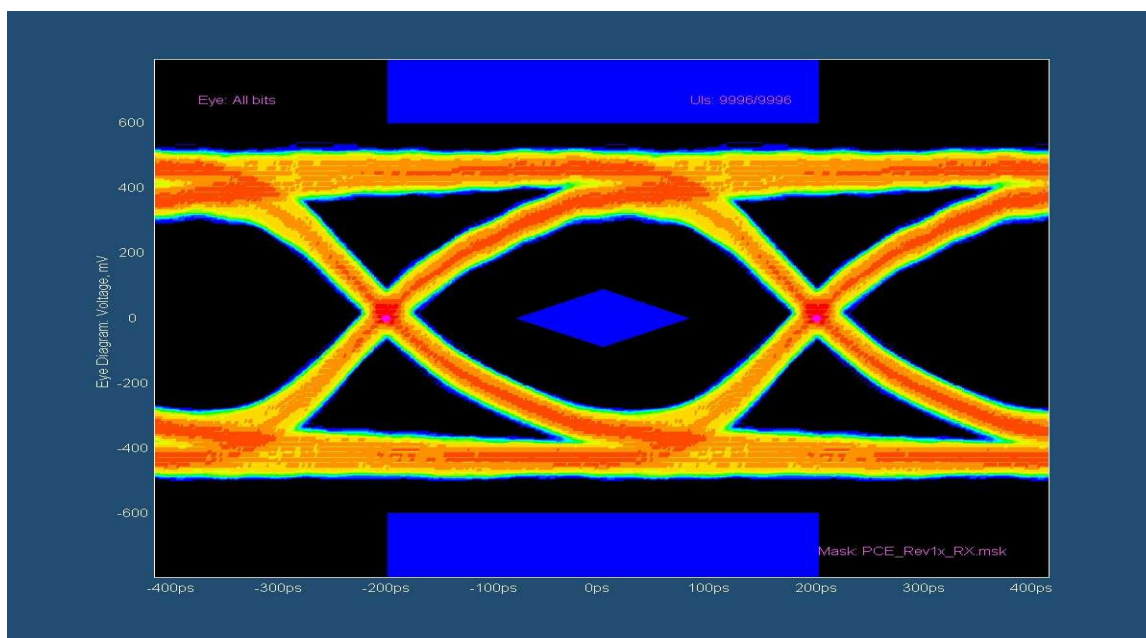 Eye: All bits
UIs: 9996/9996
600
400
200
0
-200
-400
-600
Eye Diagram: Voltage, mV
Mask: PCE_Rev1x_RX.msk
-400ps
-300ps
-200ps
-100ps
0ps
100ps
200ps
300ps
400ps